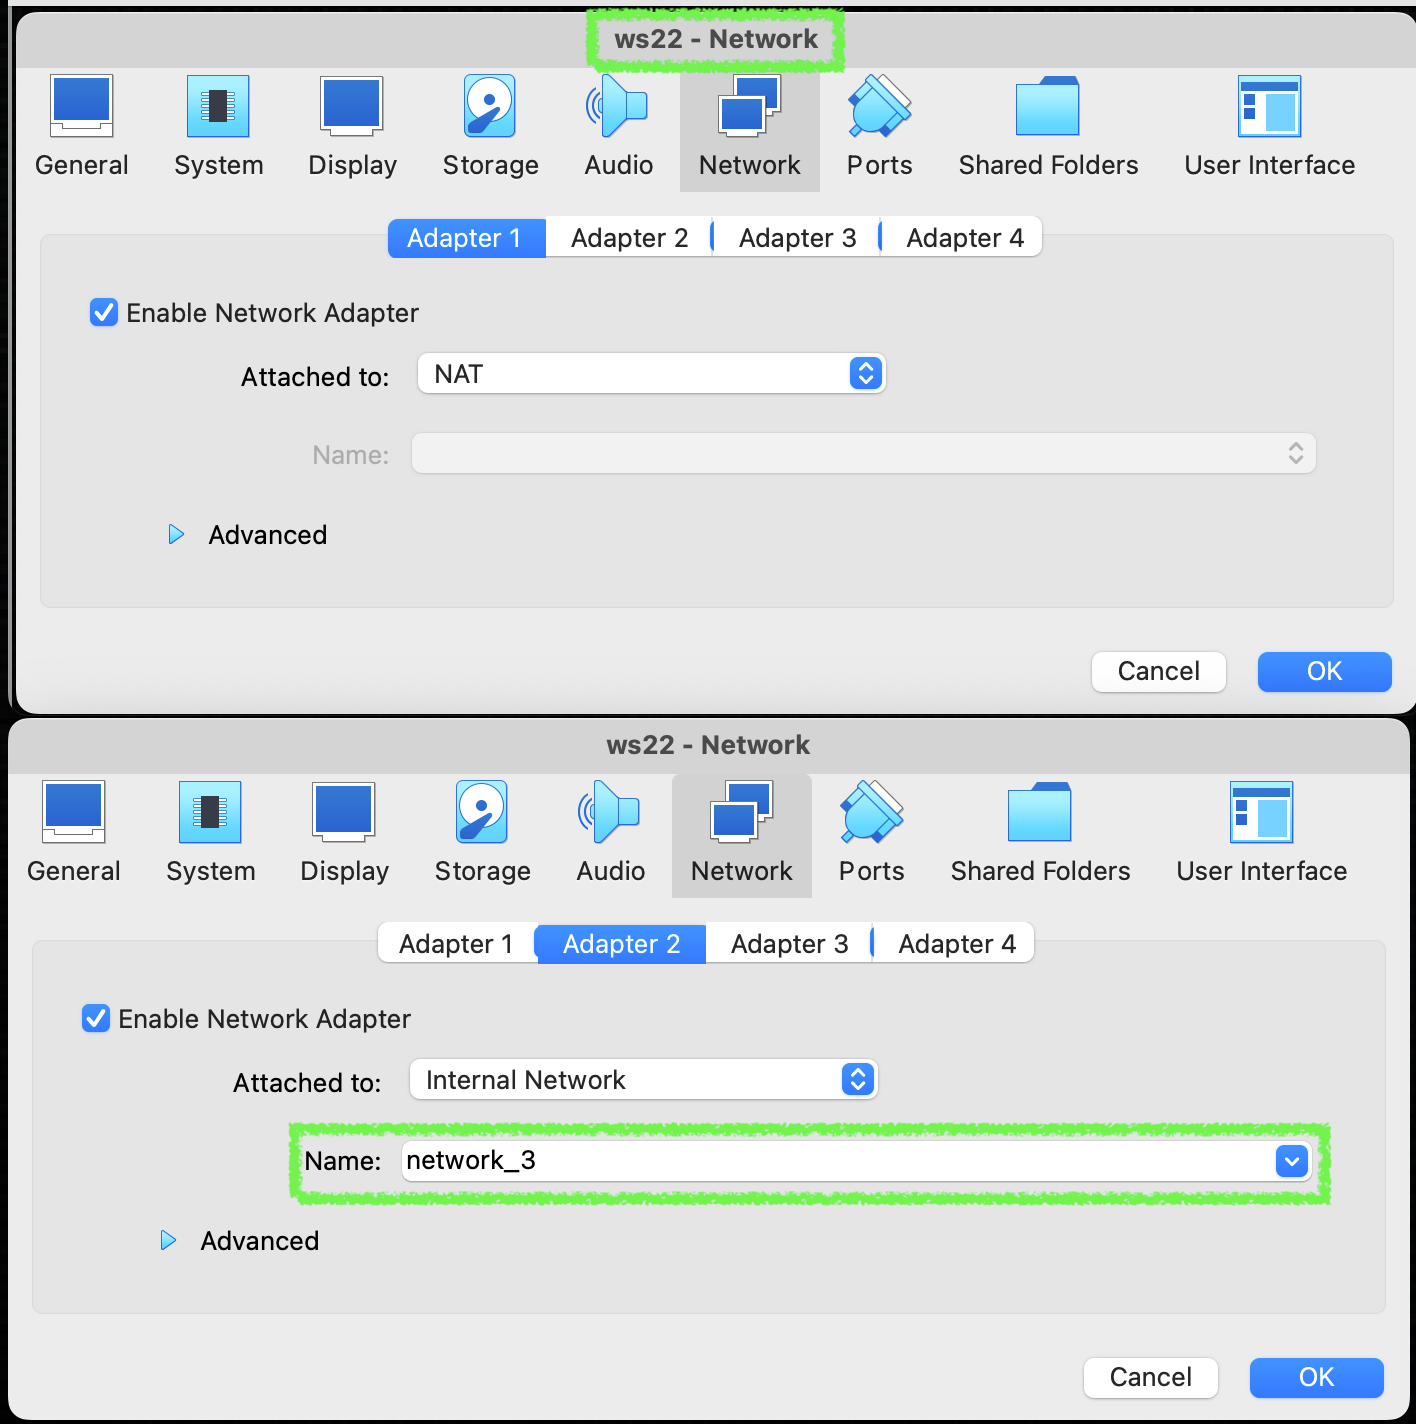 ws22 - Network
General System Display Storage Audio Network Ports Shared Folders User Interface
Adapter 1 Adapter 2 Adapter 3 Adapter 4
Enable Network Adapter
Attached to: NAT
Name:
Advanced
Cancel OK
ws22 - Network
General System Display Storage Audio Network Ports Shared Folders User Interface
Adapter 1 Adapter 2 Adapter 3 Adapter 4
Enable Network Adapter
Attached to: Internal Network
Name: network_3
Advanced
Cancel OK